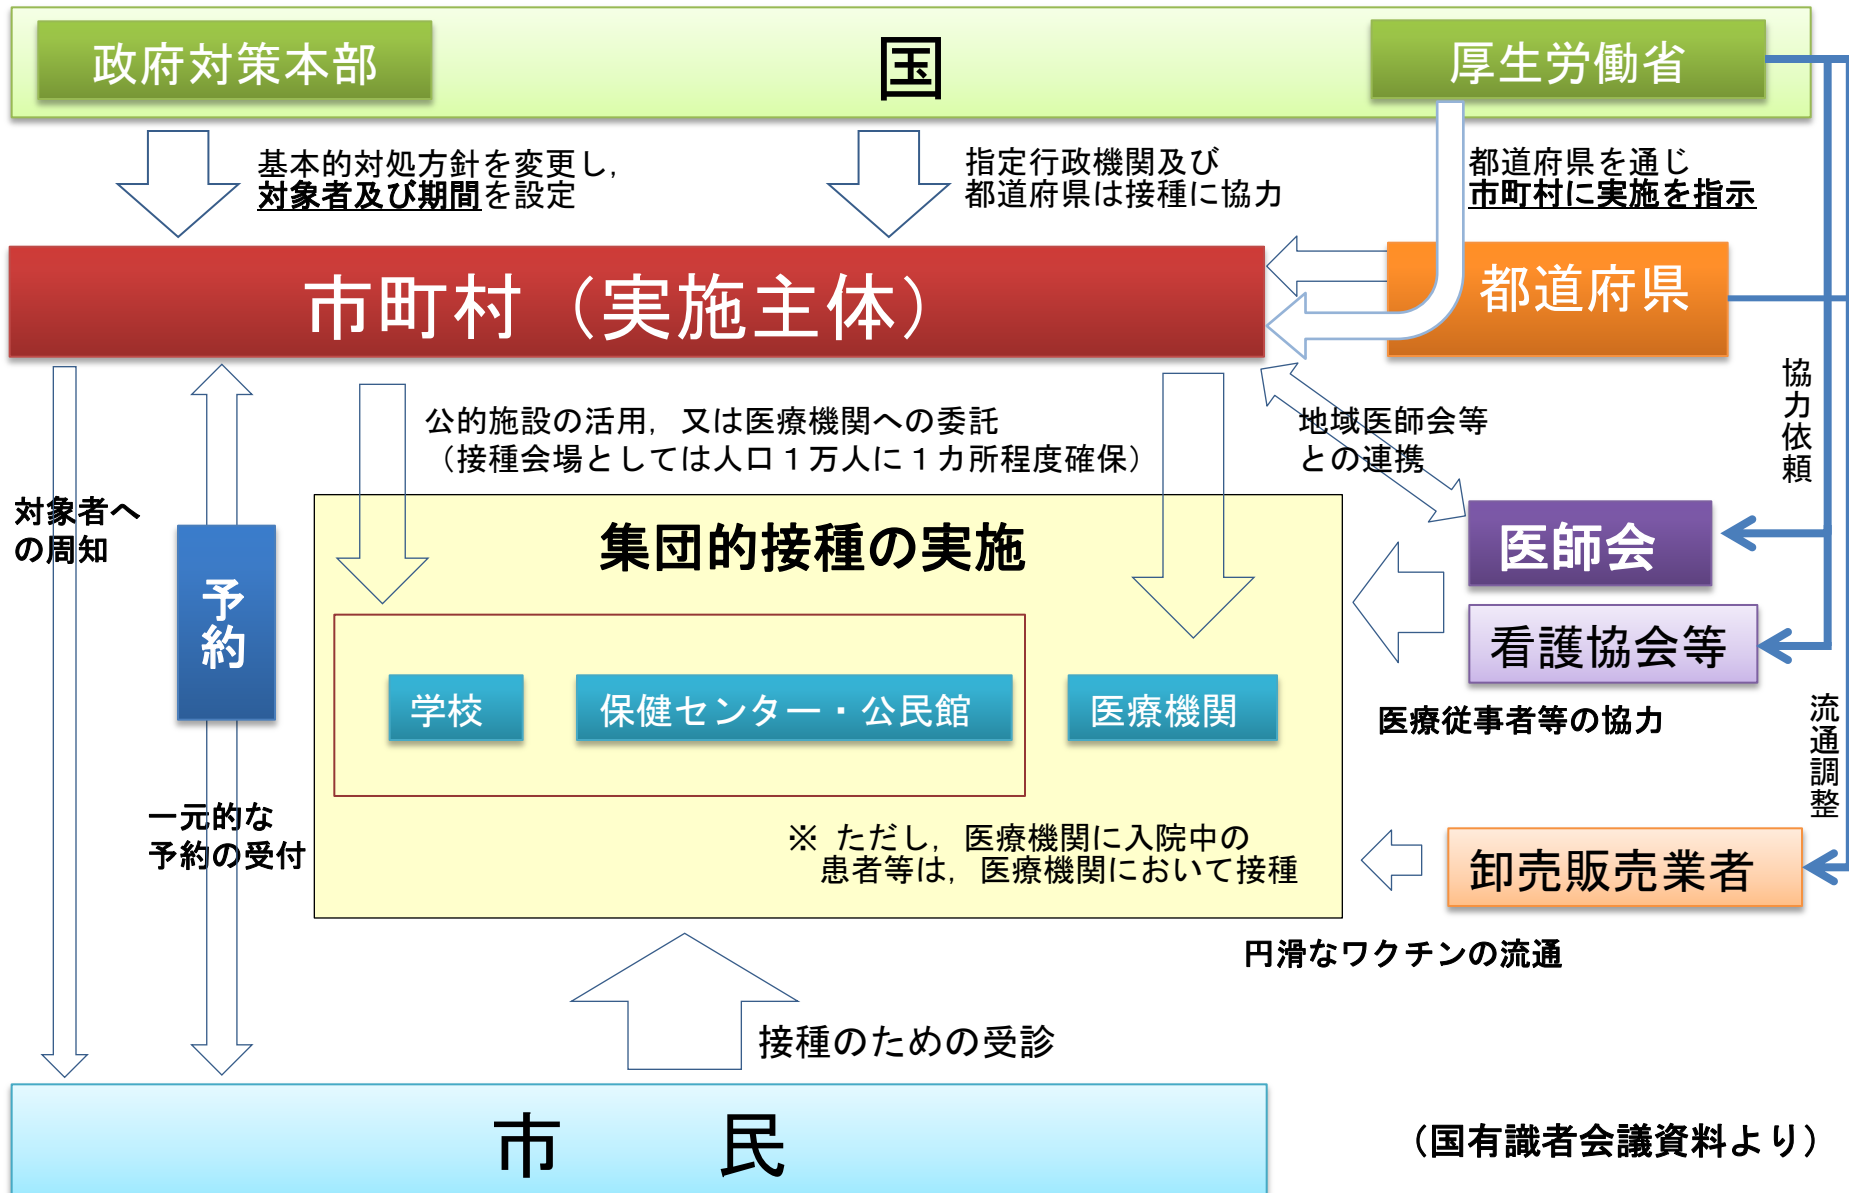 政府対策本部
国
厚生労働省
基本的対処方針を変更し，
対象者及び期間を設定
指定行政機関及び
都道府県は接種に協力
都道府県を通じ
市町村に実施を指示
市町村（実施主体）
都道府県
公的施設の活用，又は医療機関への委託
（接種会場としては人口１万人に１カ所程度確保）
地域医師会等
との連携
協力依頼
対象者へ
の周知
予約
集団的接種の実施
医師会
看護協会等
学校
保健センター・公民館
医療機関
医療従事者等の協力
流通調整
一元的な
予約の受付
※ ただし，医療機関に入院中の
患者等は，医療機関において接種
卸売販売業者
円滑なワクチンの流通
接種のための受診
市　民
（国有識者会議資料より）